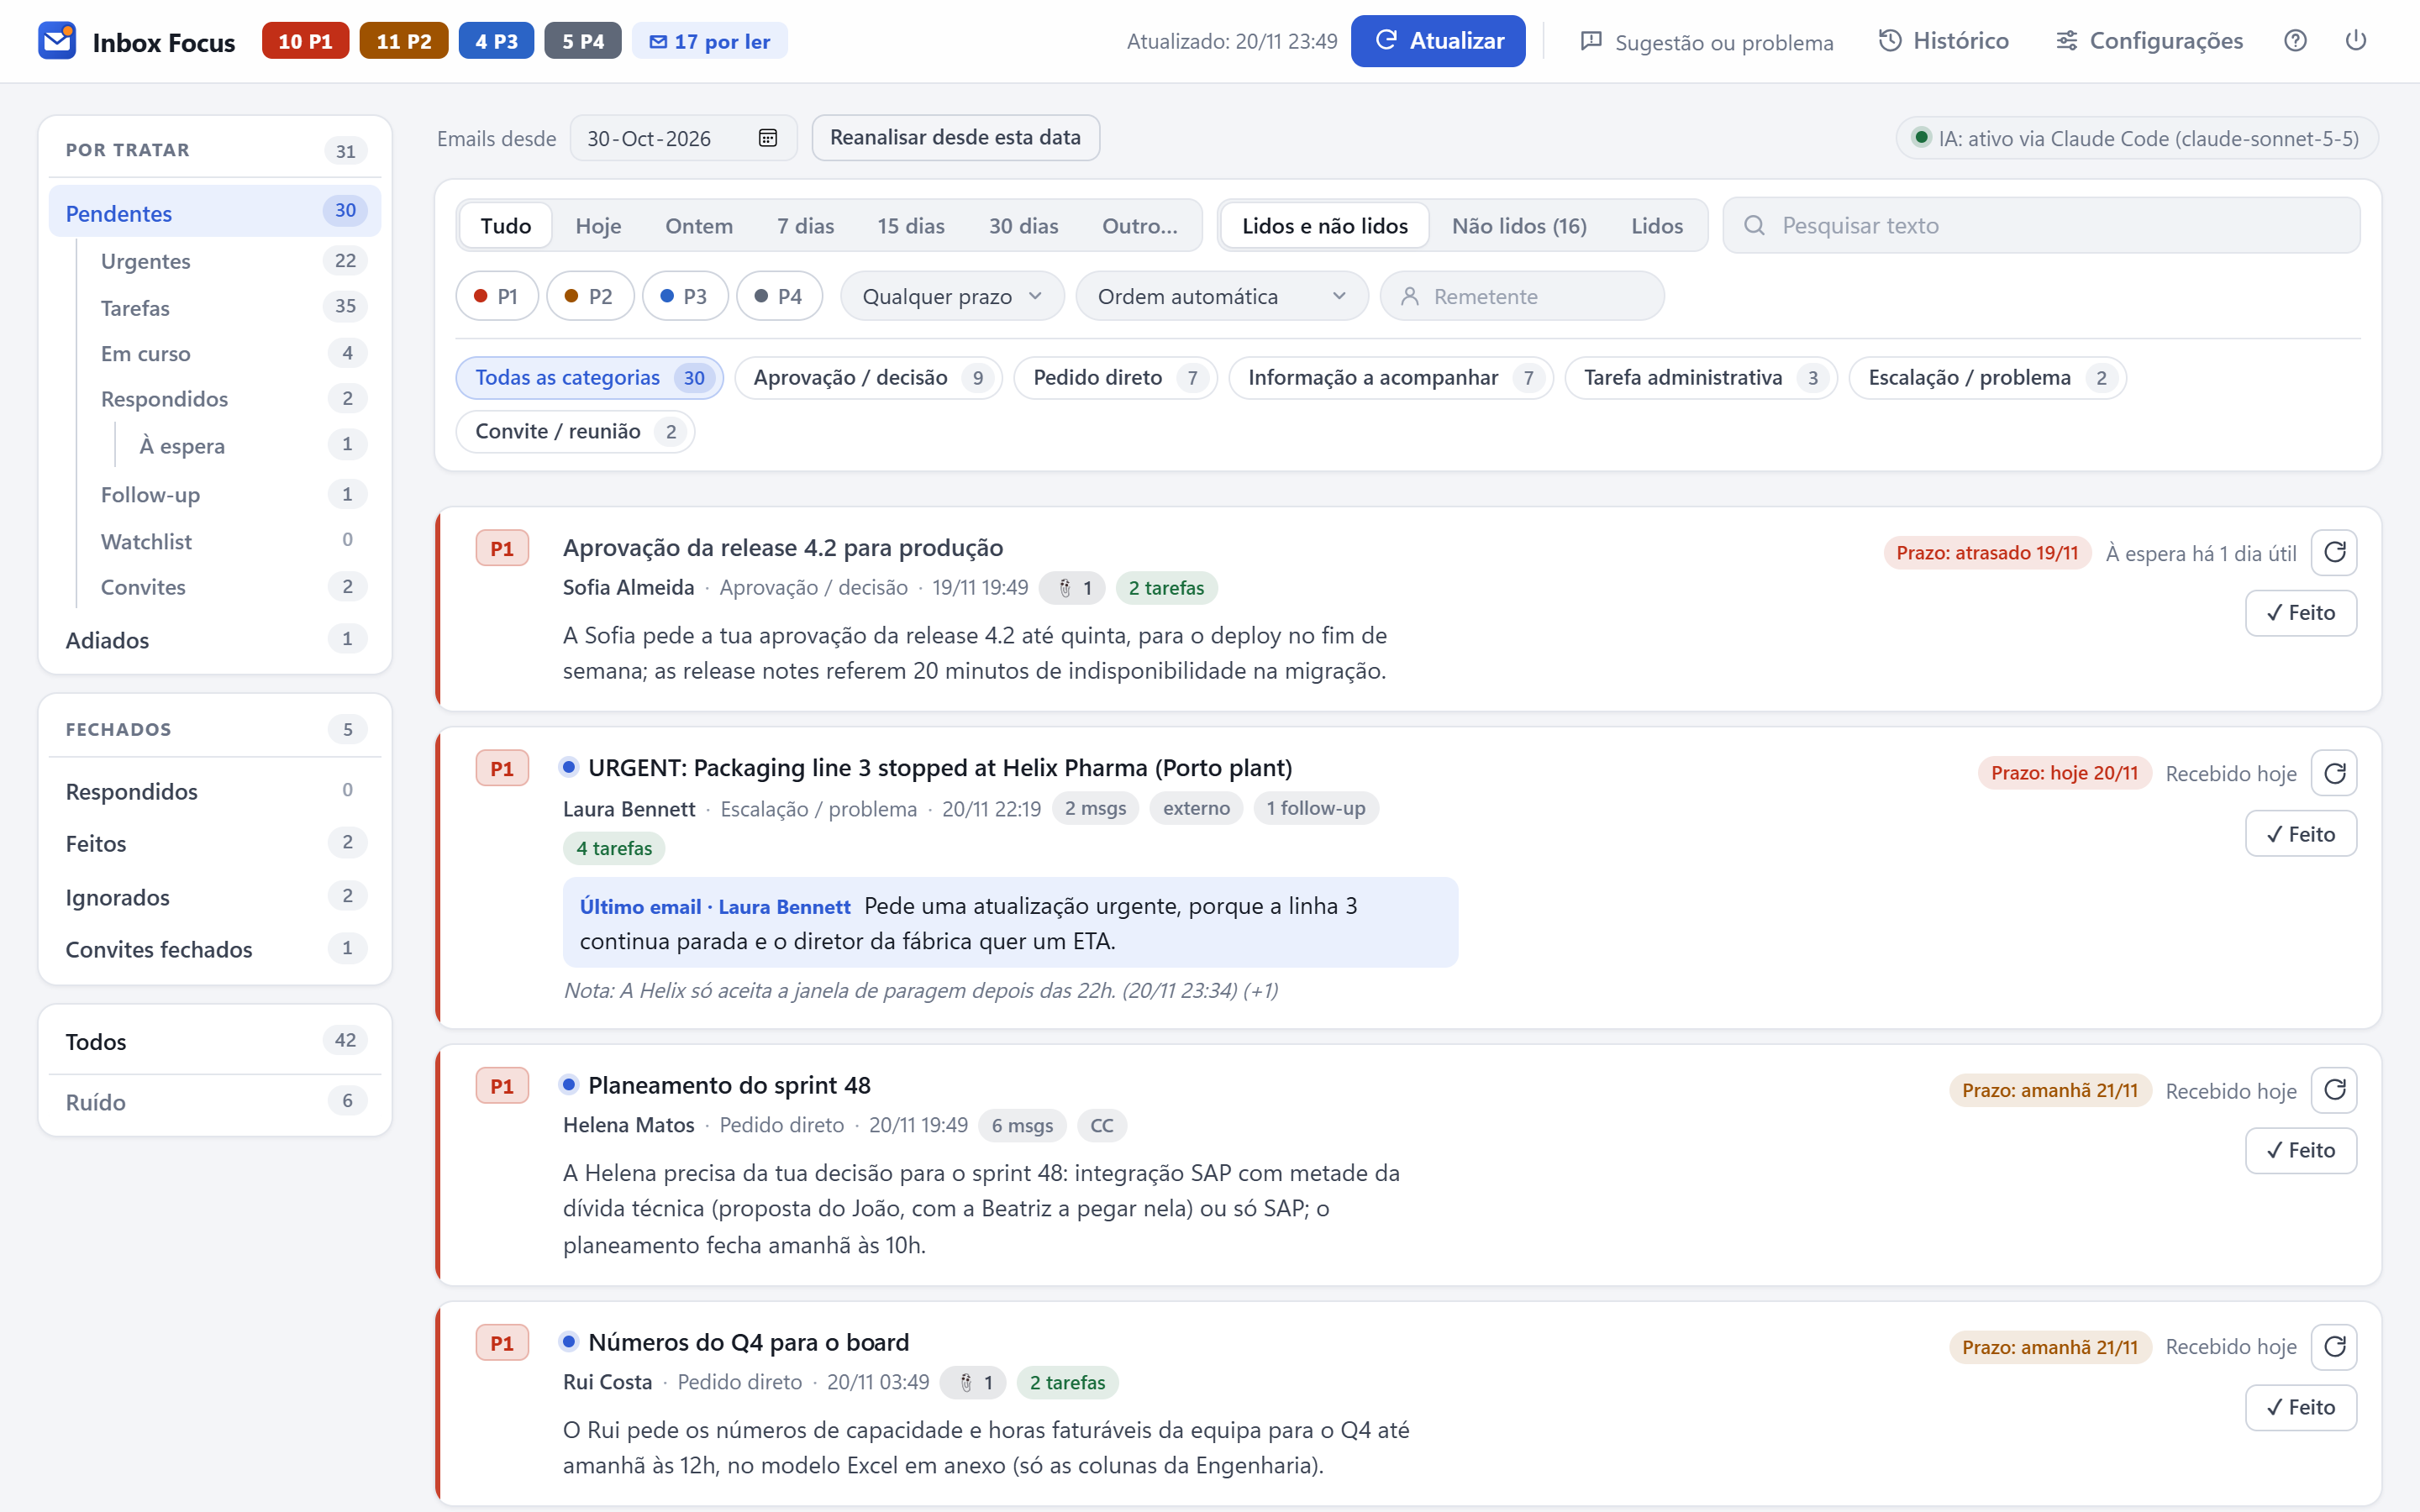 Inbox Focus 10 P1 11 P2 4 P3 5 P4 17 por ler Atualizado: 20/11 23:49 Atualizar Sugestão ou problema Histórico Configurações
POR TRATAR 31
Pendentes 30
Urgentes 22
Tarefas 35
Em curso 4
Respondidos 2
À espera 1
Follow-up 1
Watchlist 0
Convites 2
Adiados 1
FECHADOS 5
Respondidos 0
Feitos 2
Ignorados 2
Convites fechados 1
Todos 42
Ruído 6
Emails desde 30-Oct-2026 Reanalisar desde esta data IA: ativo via Claude Code (claude-sonnet-5-5)
Tudo Hoje Ontem 7 dias 15 dias 30 dias Outro... Lidos e não lidos Não lidos (16) Lidos Pesquisar texto
P1 P2 P3 P4 Qualquer prazo Ordem automática Remetente
Todas as categorias 30 Aprovação / decisão 9 Pedido direto 7 Informação a acompanhar 7 Tarefa administrativa 3 Escalação / problema 2
Convite / reunião 2
P1 Aprovação da release 4.2 para produção Prazo: atrasado 19/11 À espera há 1 dia útil
Sofia Almeida · Aprovação / decisão · 19/11 19:49 1 2 tarefas
✓ Feito
A Sofia pede a tua aprovação da release 4.2 até quinta, para o deploy no fim de
semana; as release notes referem 20 minutos de indisponibilidade na migração.
P1 URGENT: Packaging line 3 stopped at Helix Pharma (Porto plant) Prazo: hoje 20/11 Recebido hoje
Laura Bennett · Escalação / problema · 20/11 22:19 2 msgs externo 1 follow-up
✓ Feito
4 tarefas
Último email · Laura Bennett Pede uma atualização urgente, porque a linha 3
continua parada e o diretor da fábrica quer um ETA.
Nota: A Helix só aceita a janela de paragem depois das 22h. (20/11 23:34) (+1)
P1 Planeamento do sprint 48 Prazo: amanhã 21/11 Recebido hoje
Helena Matos · Pedido direto · 20/11 19:49 6 msgs CC
✓ Feito
A Helena precisa da tua decisão para o sprint 48: integração SAP com metade da
dívida técnica (proposta do João, com a Beatriz a pegar nela) ou só SAP; o
planeamento fecha amanhã às 10h.
P1 Números do Q4 para o board Prazo: amanhã 21/11 Recebido hoje
Rui Costa · Pedido direto · 20/11 03:49 1 2 tarefas
✓ Feito
O Rui pede os números de capacidade e horas faturáveis da equipa para o Q4 até
amanhã às 12h, no modelo Excel em anexo (só as colunas da Engenharia).